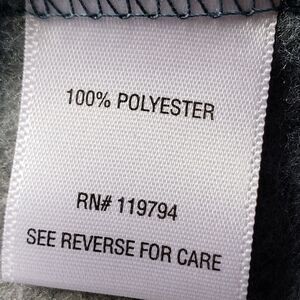 100% POLYESTER
RN# 119794
SEE REVERSE FOR CARE